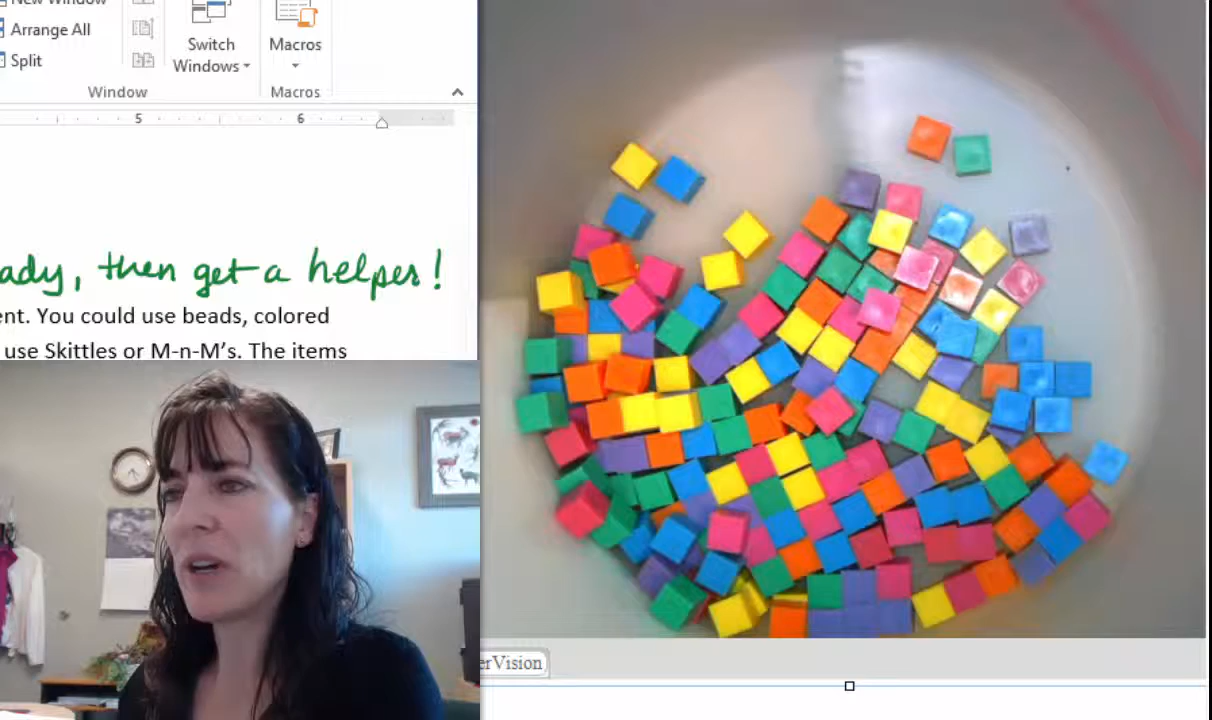 New Window
Arrange All
Split
Switch
Windows
Macros
Window
Macros
5
6
ady, then get a helper!
ent. You could use beads, colored
use Skittles or M-n-M's. The items
erVision